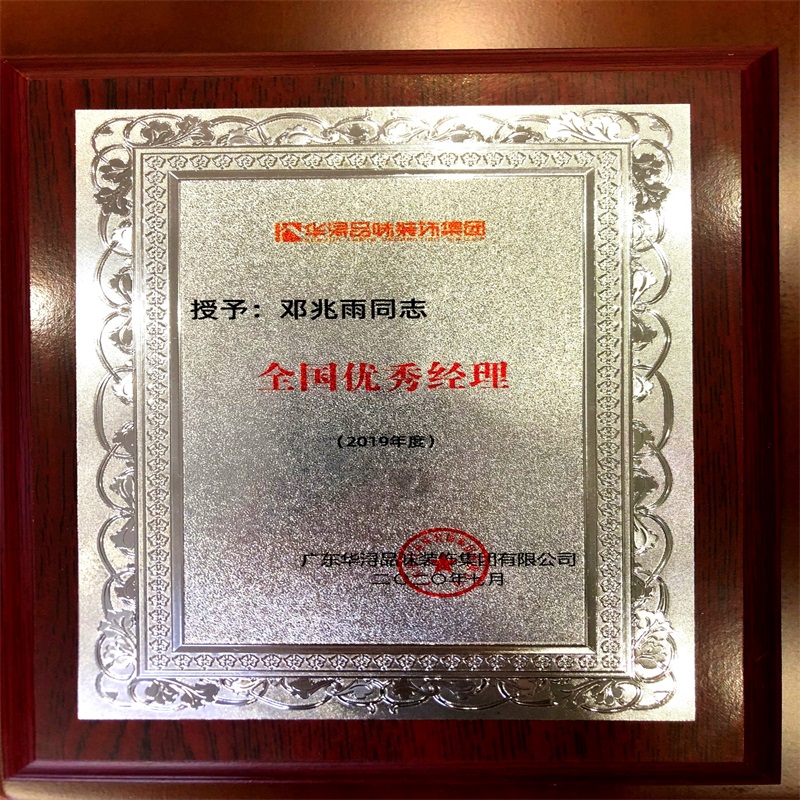 华浔品味装饰集团
授予：邓兆雨同志
全国优秀经理
（2019年度）
广东华浔品味装饰集团有限公司
二〇二〇年七月